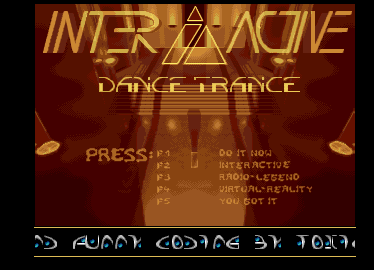 INTER ACTIVE
DANCE TRANCE
PRESS: F1 DO IT NOW
F2 INTERACTIVE
F3 RADIO-LEGEND
F4 VIRTUAL-REALITY
F5 YOU GOT IT
FUNNY CODING BY